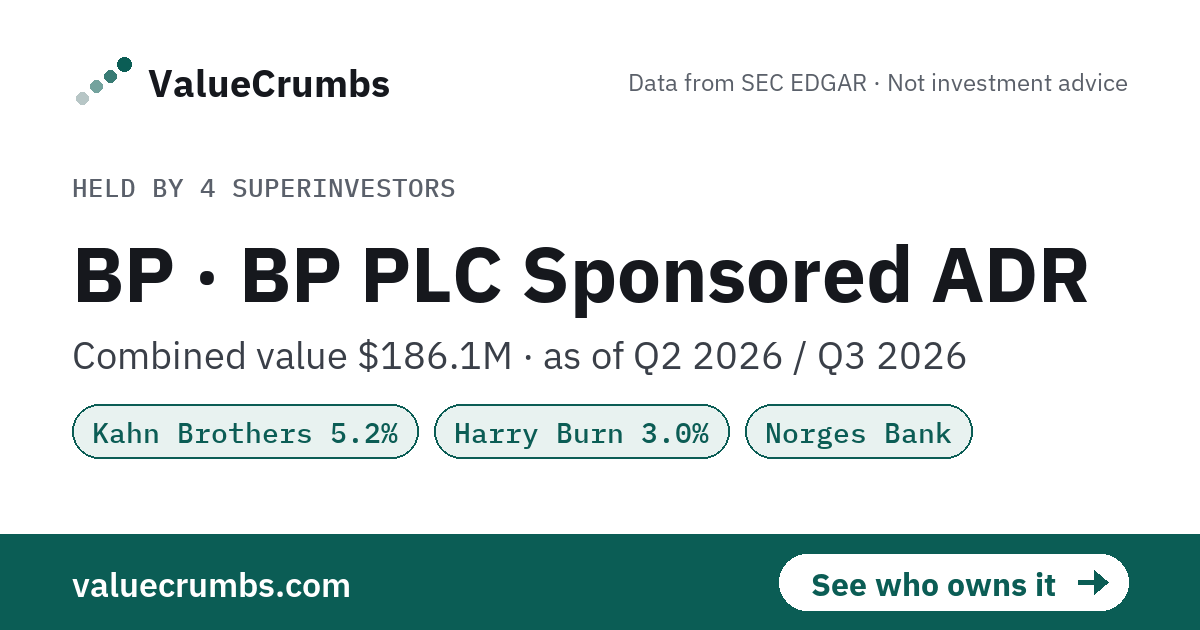 ValueCrumbs
Data from SEC EDGAR · Not investment advice
HELD BY 4 SUPERINVESTORS
BP · BP PLC Sponsored ADR
Combined value $186.1M · as of Q2 2026 / Q3 2026
Kahn Brothers 5.2% Harry Burn 3.0% Norges Bank
valuecrumbs.com
See who owns it →